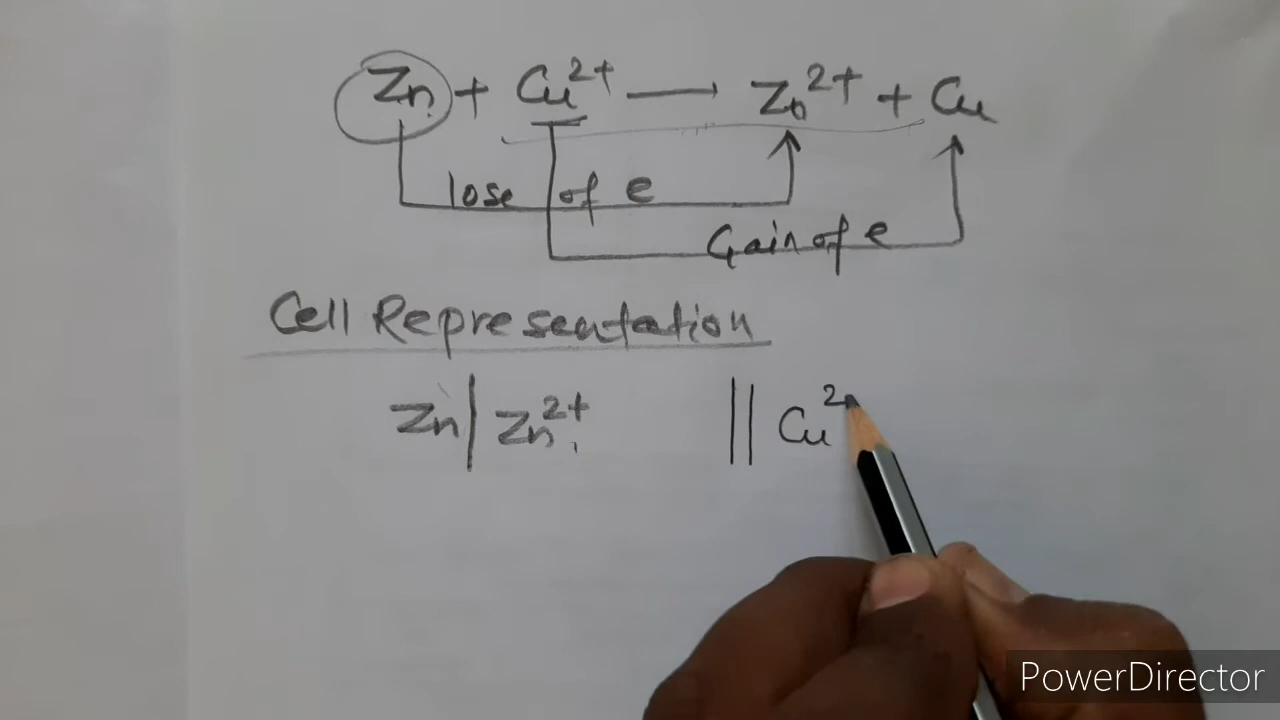 Zn + Cu²⁺ → Zn²⁺ + Cu
lose of e
Gain of e
Cell Representation
Zn | Zn²⁺ || Cu²
PowerDirector